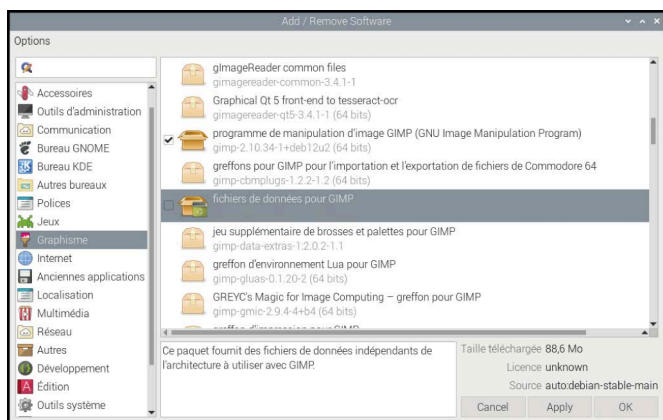 Add / Remove Software
Options
Accessoires
Outils d'administration
Communication
Bureau GNOME
Bureau KDE
Autres bureaux
Polices
Jeux
Graphisme
Internet
Anciennes applications
Localisation
Multimédia
Réseau
Autres
Développement
Édition
Outils système
gImageReader common files
gimagereader-common-3.4.1-1
Graphical Qt 5 front-end to tesseract-ocr
gimagereader-qt5-3.4.1-1 (64 bits)
programme de manipulation d'image GIMP (GNU Image Manipulation Program)
gimp-2.10.34-1+deb12u2 (64 bits)
greffons pour GIMP pour l'importation et l'exportation de fichiers de Commodore 64
gimp-cbmplugs-1.2.2-1.2 (64 bits)
fichiers de données pour GIMP
jeu supplémentaire de brosses et palettes pour GIMP
gimp-data-extras-1:2.0.2-1.1
greffon d'environnement Lua pour GIMP
gimp-gluas-0.1.20-2 (64 bits)
GREYC's Magic for Image Computing – greffon pour GIMP
gimp-gmic-2.9.4-4+b4 (64 bits)
greffon d'impression pour GIMP
Ce paquet fournit des fichiers de données indépendants de
l'architecture à utiliser avec GIMP.
Taille téléchargée 88,6 Mo
Licence unknown
Source auto:debian-stable-main
Cancel Apply OK